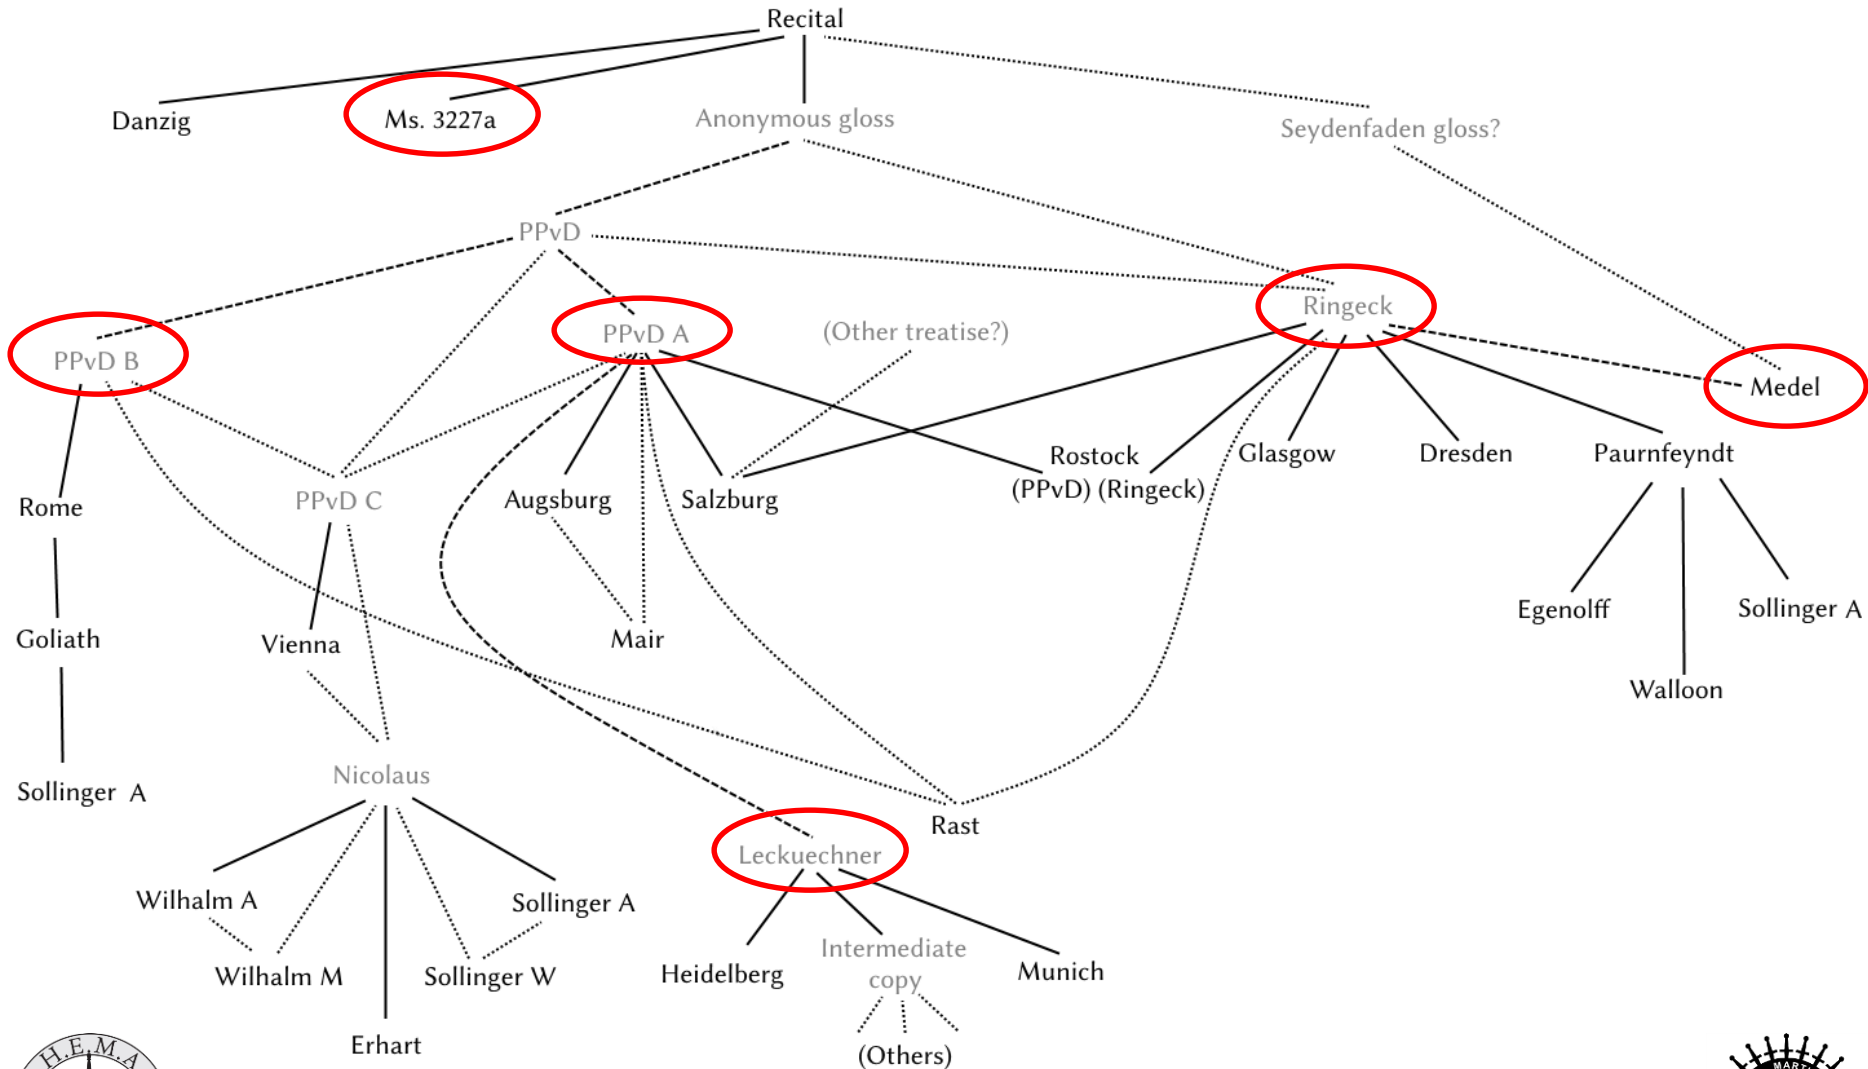 Recital
Danzig
Ms. 3227a
Anonymous gloss
Seydenfaden gloss?
PPvD
PPvD B
PPvD A
(Other treatise?)
Ringeck
Medel
Rome
PPvD C
Augsburg
Salzburg
Rostock
(PPvD) (Ringeck)
Glasgow
Dresden
Paurnfeyndt
Goliath
Vienna
Mair
Egenolff
Sollinger A
Walloon
Sollinger A
Nicolaus
Rast
Leckuechner
Wilhalm A
Sollinger A
Wilhalm M
Sollinger W
Heidelberg
Intermediate
copy
Munich
Erhart
(Others)
H.E.M.A
MART